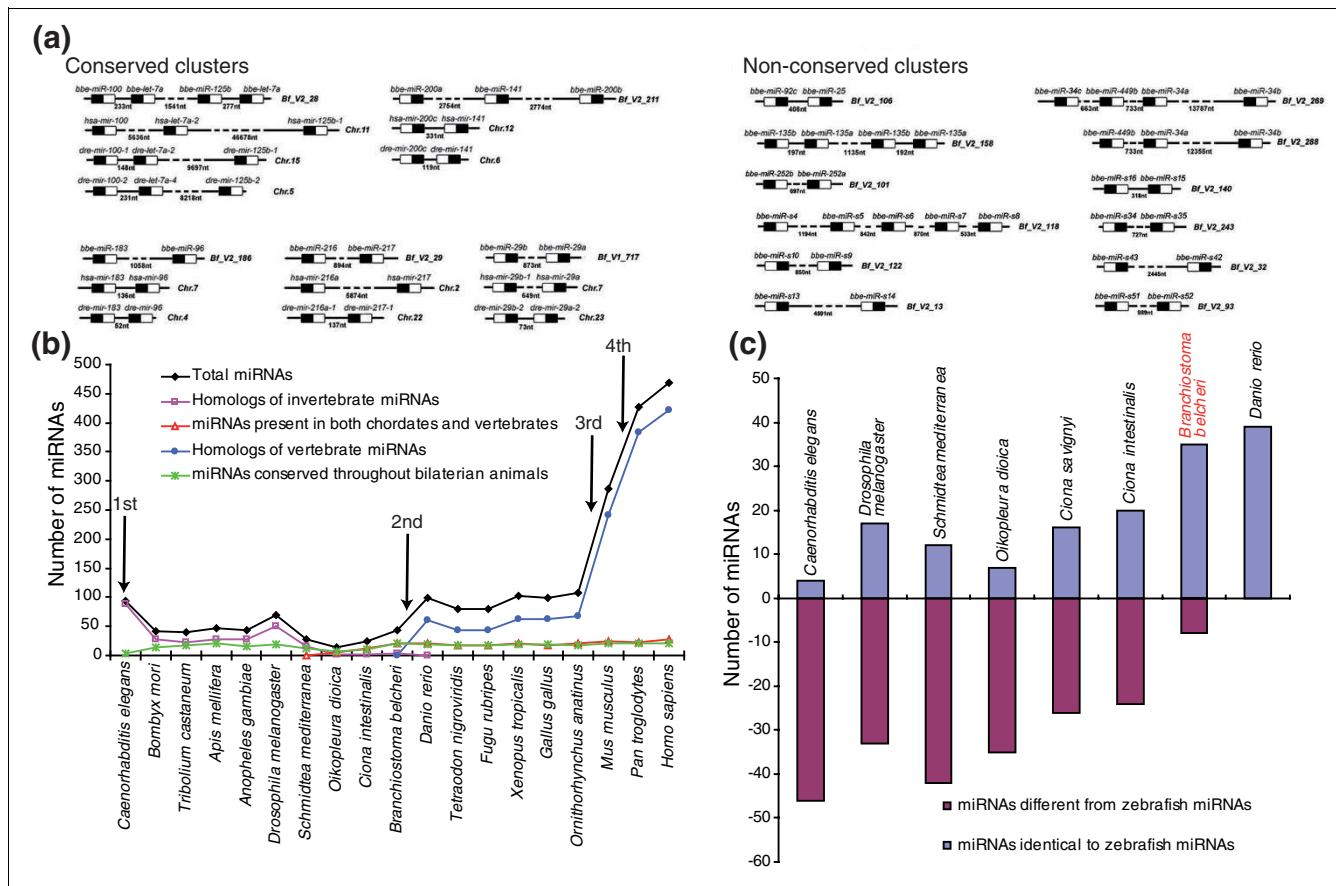 (a)
Conserved clusters
bbe-miR-100 bbe-let-7a bbe-miR-125b bbe-let-7a
233nt 1541nt 277nt Bf_V2_28
hsa-mir-100 hsa-let-7a-2 hsa-mir-125b-1
5636nt 46678nt Chr.11
dre-mir-100-1 dre-let-7a-2 dre-mir-125b-1
148nt 9697nt Chr.15
dre-mir-100-2 dre-let-7a-4 dre-mir-125b-2
231nt 8218nt Chr.5
bbe-miR-200a bbe-miR-141 bbe-miR-200b
2754nt 2774nt Bf_V2_211
hsa-mir-200c hsa-mir-141
331nt Chr.12
dre-mir-200c dre-mir-141
119nt Chr.6
bbe-miR-183 bbe-miR-96
1058nt Bf_V2_186
hsa-mir-183 hsa-mir-96
136nt Chr.7
dre-mir-183 dre-mir-96
52nt Chr.4
bbe-miR-216 bbe-miR-217
894nt Bf_V2_29
hsa-mir-216a hsa-mir-217
5874nt Chr.2
dre-mir-216a-1 dre-mir-217-1
137nt Chr.22
bbe-miR-29b bbe-miR-29a
873nt Bf_V1_717
hsa-mir-29b-1 hsa-mir-29a
649nt Chr.7
dre-mir-29b-2 dre-mir-29a-2
73nt Chr.23
Non-conserved clusters
bbe-miR-92c bbe-miR-25
408nt Bf_V2_106
bbe-miR-135b bbe-miR-135a bbe-miR-135b bbe-miR-135a
197nt 1135nt 192nt Bf_V2_158
bbe-miR-252b bbe-miR-252a
697nt Bf_V2_101
bbe-miR-s4 bbe-miR-s5 bbe-miR-s6 bbe-miR-s7 bbe-miR-s8
1194nt 842nt 870nt 533nt Bf_V2_118
bbe-miR-s10 bbe-miR-s9
850nt Bf_V2_122
bbe-miR-s13 bbe-miR-s14
4891nt Bf_V2_13
bbe-miR-34c bbe-miR-449b bbe-miR-34a bbe-miR-34b
663nt 733nt 13787nt Bf_V2_269
bbe-miR-449b bbe-miR-34a bbe-miR-34b
733nt 12355nt Bf_V2_288
bbe-miR-s16 bbe-miR-s15
318nt Bf_V2_140
bbe-miR-s34 bbe-miR-s35
727nt Bf_V2_243
bbe-miR-s43 bbe-miR-s42
2445nt Bf_V2_32
bbe-miR-s51 bbe-miR-s52
989nt Bf_V2_93
(b)
Number of miRNAs
500
450
400
350
300
250
200
150
100
50
0
Total miRNAs
Homologs of invertebrate miRNAs
miRNAs present in both chordates and vertebrates
Homologs of vertebrate miRNAs
miRNAs conserved throughout bilaterian animals
1st
2nd
3rd
4th
Caenorhabditis elegans
Bombyx mori
Tribolium castaneum
Apis mellifera
Anopheles gambiae
Drosophila melanogaster
Schmidtea mediterranea
Oikopleura dioica
Ciona intestinalis
Branchiostoma belcheri
Danio rerio
Tetraodon nigroviridis
Fugu rubripes
Xenopus tropicalis
Gallus gallus
Ornithorhynchus anatinus
Mus musculus
Pan troglodytes
Homo sapiens
(c)
Number of miRNAs
50
40
30
20
10
0
-10
-20
-30
-40
-50
-60
Caenorhabditis elegans
Drosophila
melanogaster
Schmidtea mediterranea
Oikopleura dioica
Ciona savignyi
Ciona intestinalis
Branchiostoma
belcheri
Danio rerio
miRNAs different from zebrafish miRNAs
miRNAs identical to zebrafish miRNAs